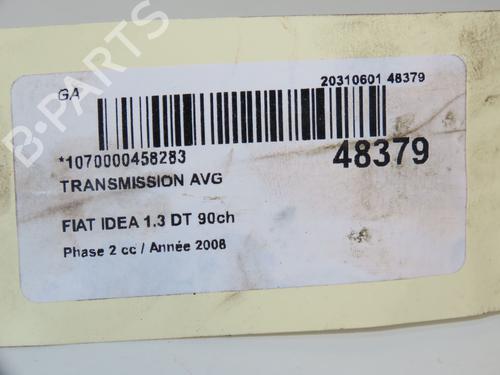 GA
20310601 48379
*1070000458283
48379
TRANSMISSION AVG
FIAT IDEA 1.3 DT 90ch
Phase 2 cc / Année 2008
B-PARTS